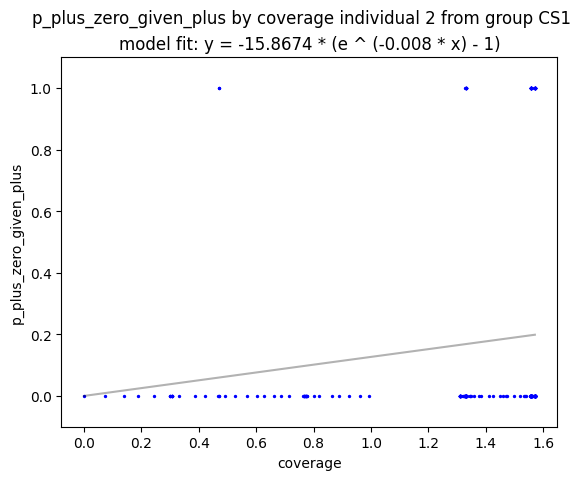 p_plus_zero_given_plus by coverage individual 2 from group CS1
model fit: y = -15.8674 * (e ^ (-0.008 * x) - 1)
1.0
0.8
0.6
0.4
0.2
0.0
p_plus_zero_given_plus
0.0 0.2 0.4 0.6 0.8 1.0 1.2 1.4 1.6
coverage